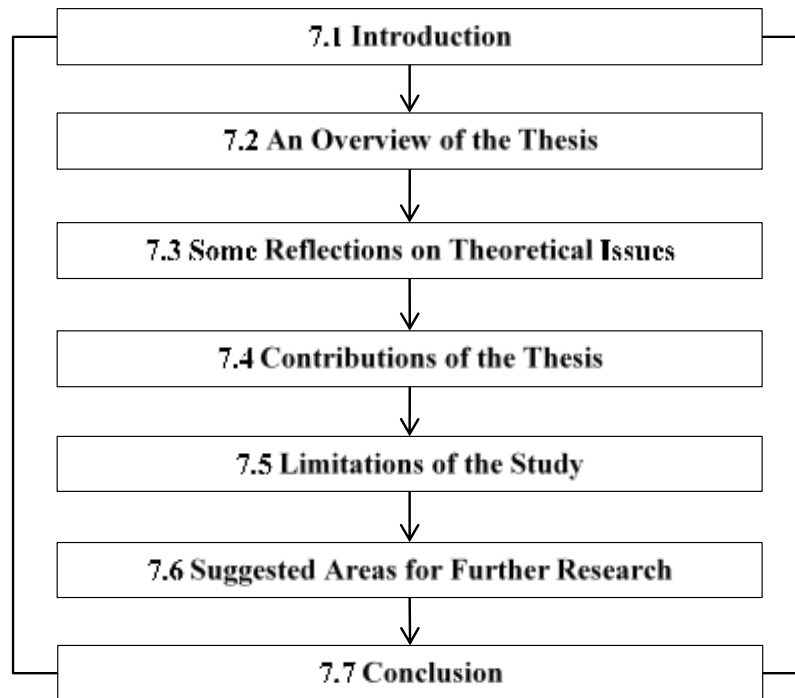 7.1 Introduction
7.2 An Overview of the Thesis
7.3 Some Reflections on Theoretical Issues
7.4 Contributions of the Thesis
7.5 Limitations of the Study
7.6 Suggested Areas for Further Research
7.7 Conclusion